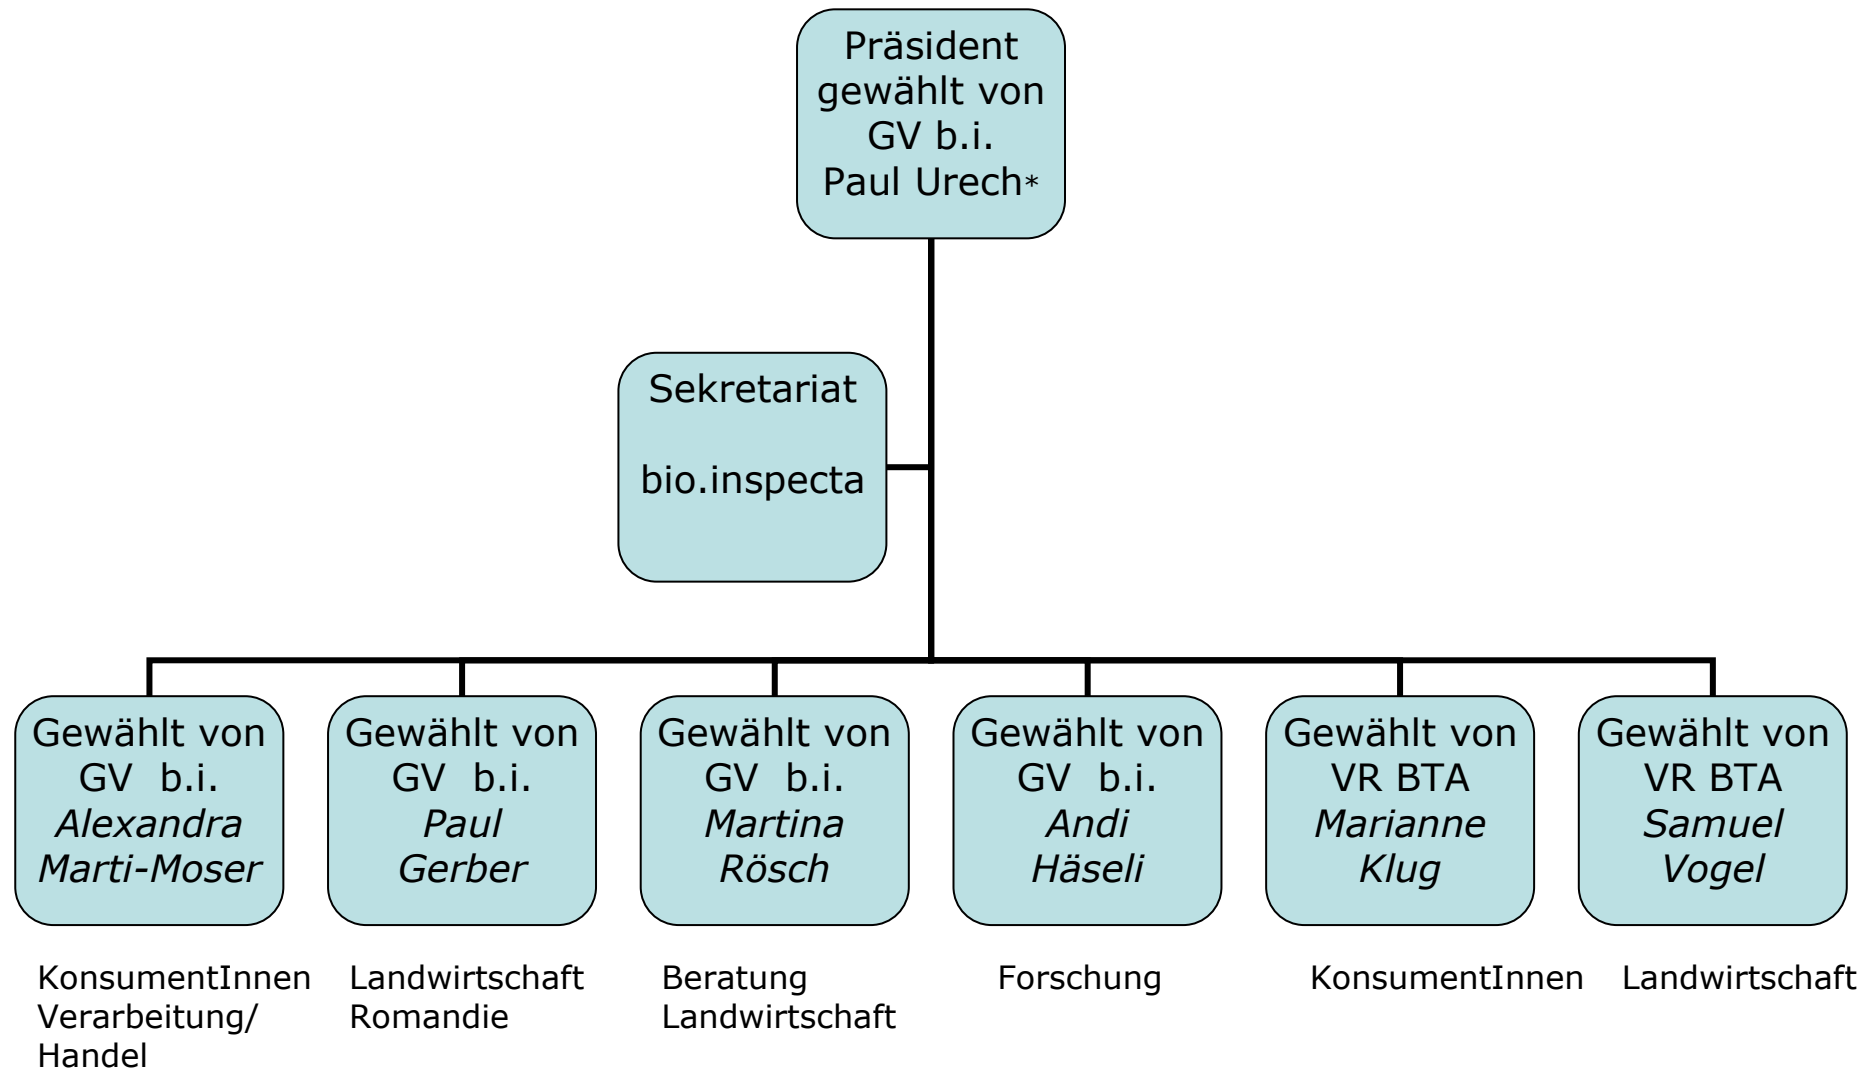 Präsident
gewählt von
GV b.i.
Paul Urech*
Sekretariat
bio.inspecta
Gewählt von
GV b.i.
Alexandra
Marti-Moser
Gewählt von
GV b.i.
Paul
Gerber
Gewählt von
GV b.i.
Martina
Rösch
Gewählt von
GV b.i.
Andi
Häseli
Gewählt von
VR BTA
Marianne
Klug
Gewählt von
VR BTA
Samuel
Vogel
KonsumentInnen
Verarbeitung/
Handel
Landwirtschaft
Romandie
Beratung
Landwirtschaft
Forschung
KonsumentInnen
Landwirtschaft